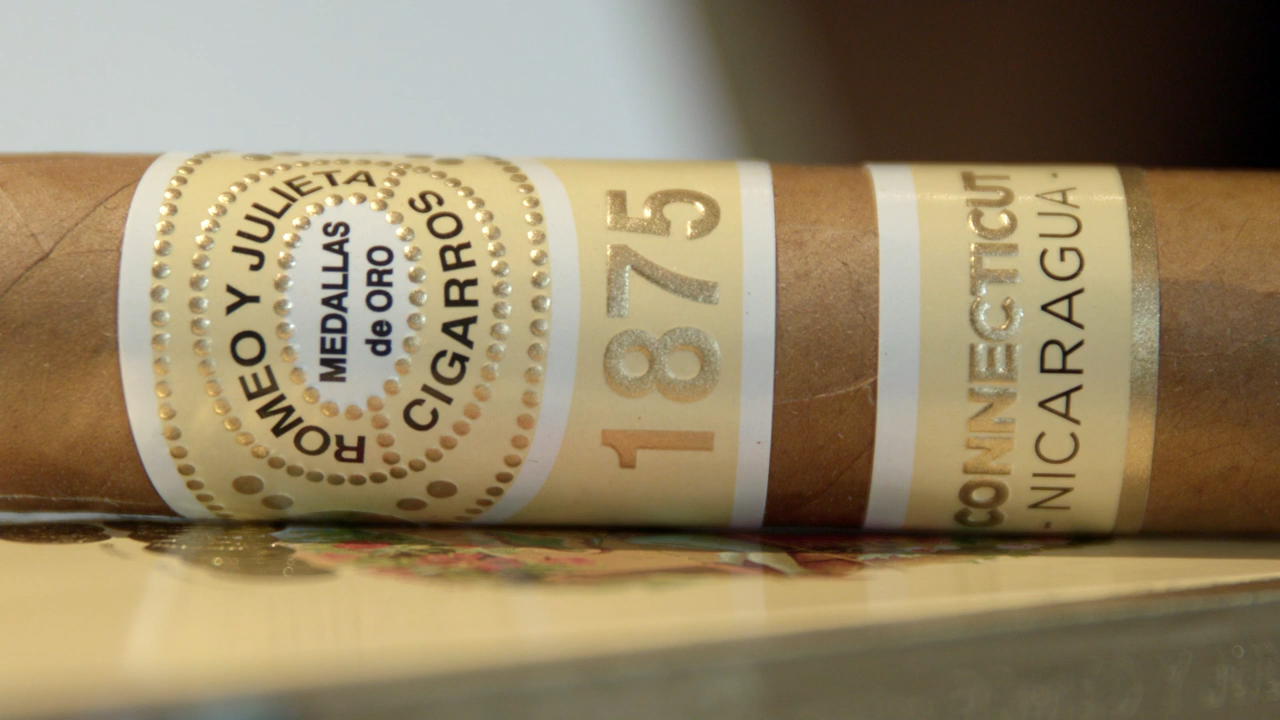 ROMEO Y JULIETA
CIGARROS
MEDALLAS
de ORO
1875
CONNECTICUT
- NICARAGUA -